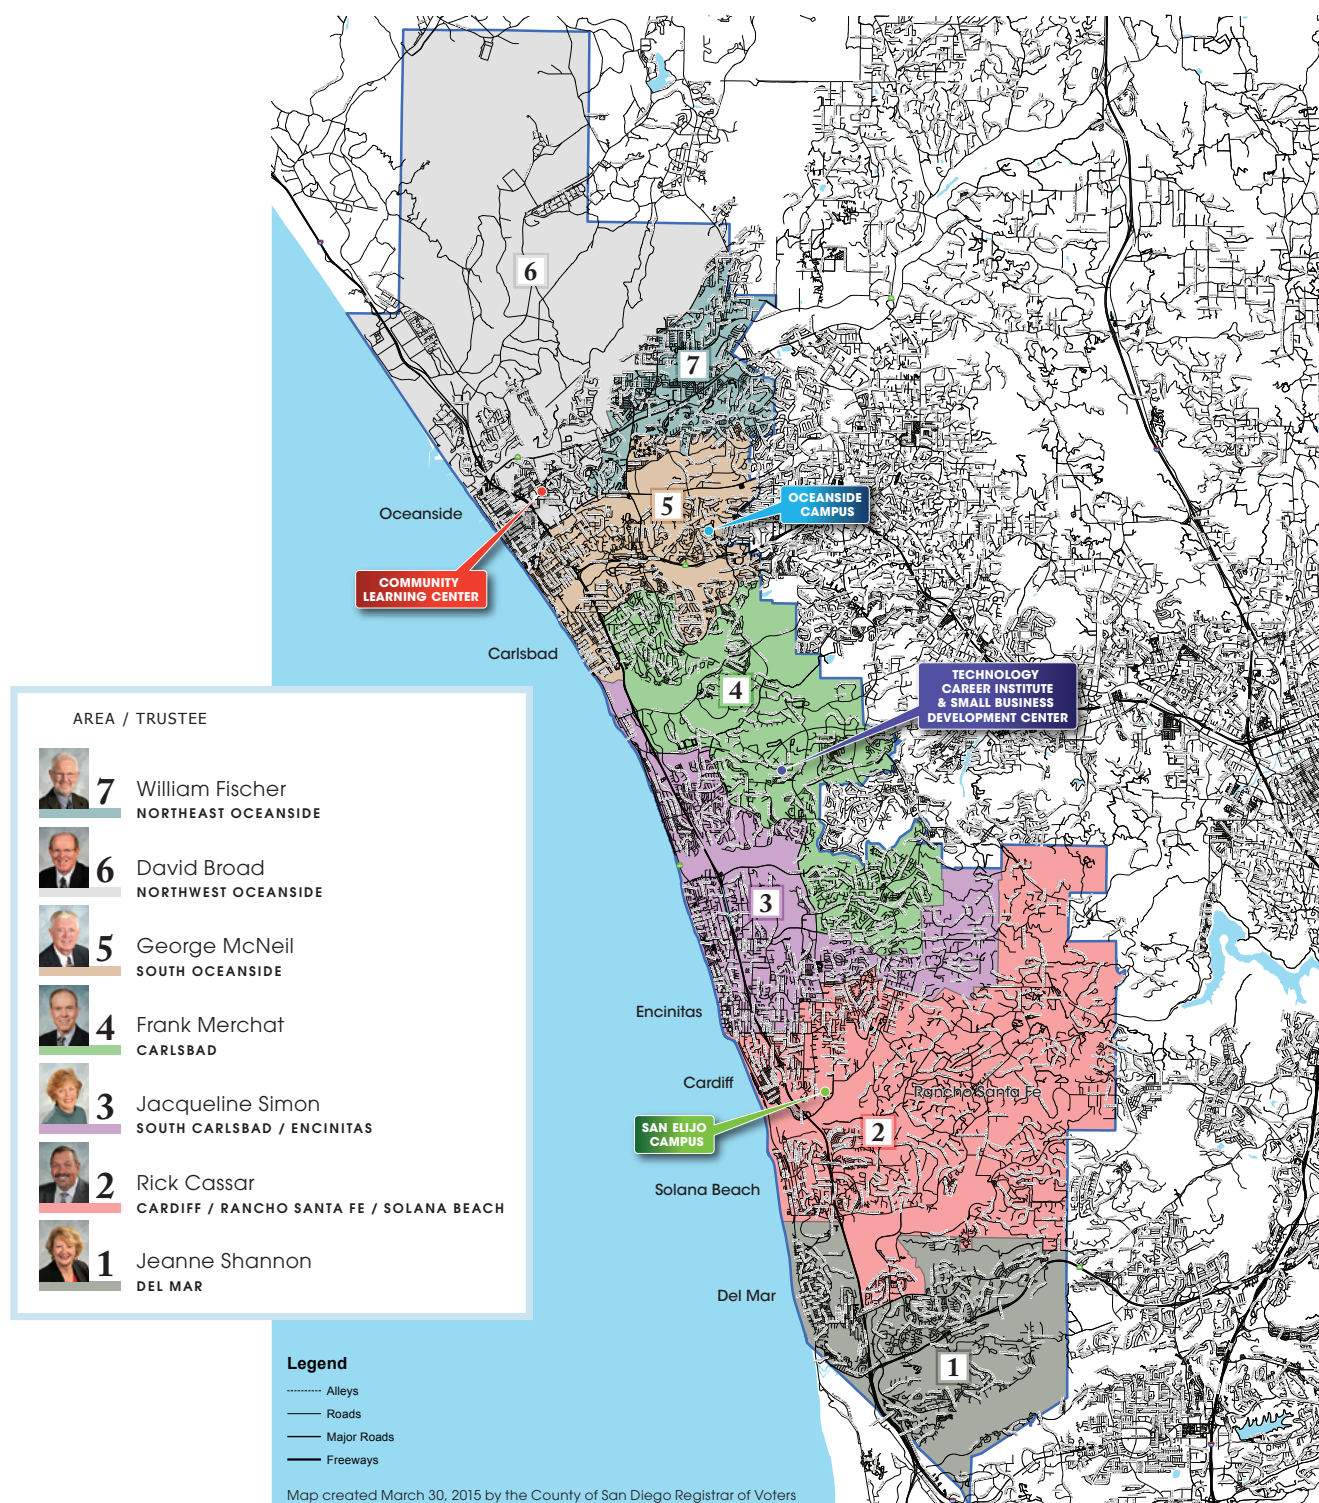 6
7
5
OCEANSIDE
CAMPUS
Oceanside
COMMUNITY
LEARNING CENTER
Carlsbad
4
TECHNOLOGY
CAREER INSTITUTE
& SMALL BUSINESS
DEVELOPMENT CENTER
AREA / TRUSTEE
7 William Fischer
NORTHEAST OCEANSIDE
6 David Broad
NORTHWEST OCEANSIDE
5 George McNeil
SOUTH OCEANSIDE
4 Frank Merchat
CARLSBAD
3 Jacqueline Simon
SOUTH CARLSBAD / ENCINITAS
2 Rick Cassar
CARDIFF / RANCHO SANTA FE / SOLANA BEACH
1 Jeanne Shannon
DEL MAR
3
Encinitas
Cardiff
Rancho Santa Fe
SAN ELIJO
CAMPUS
2
Solana Beach
Del Mar
1
Legend
Alleys
Roads
Major Roads
Freeways
Map created March 30, 2015 by the County of San Diego Registrar of Voters